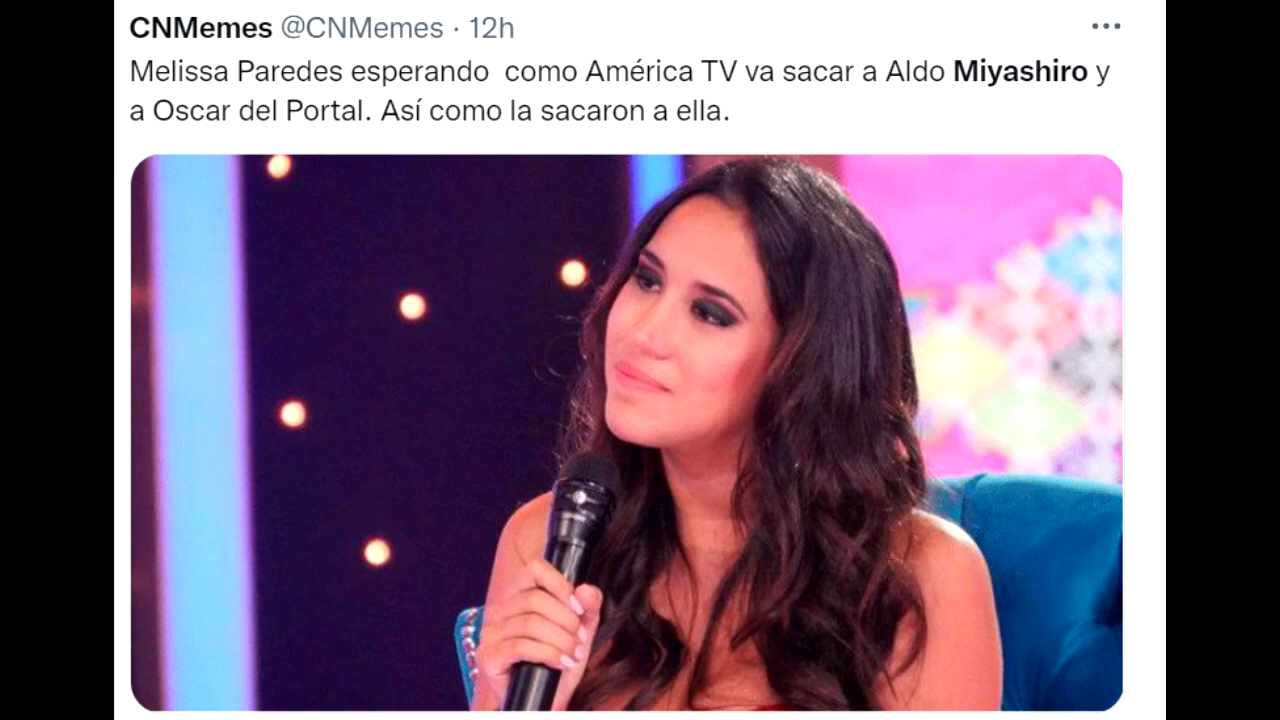 CNMemes @CNMemes · 12h
Melissa Paredes esperando  como América TV va sacar a Aldo Miyashiro y
a Oscar del Portal. Así como la sacaron a ella.